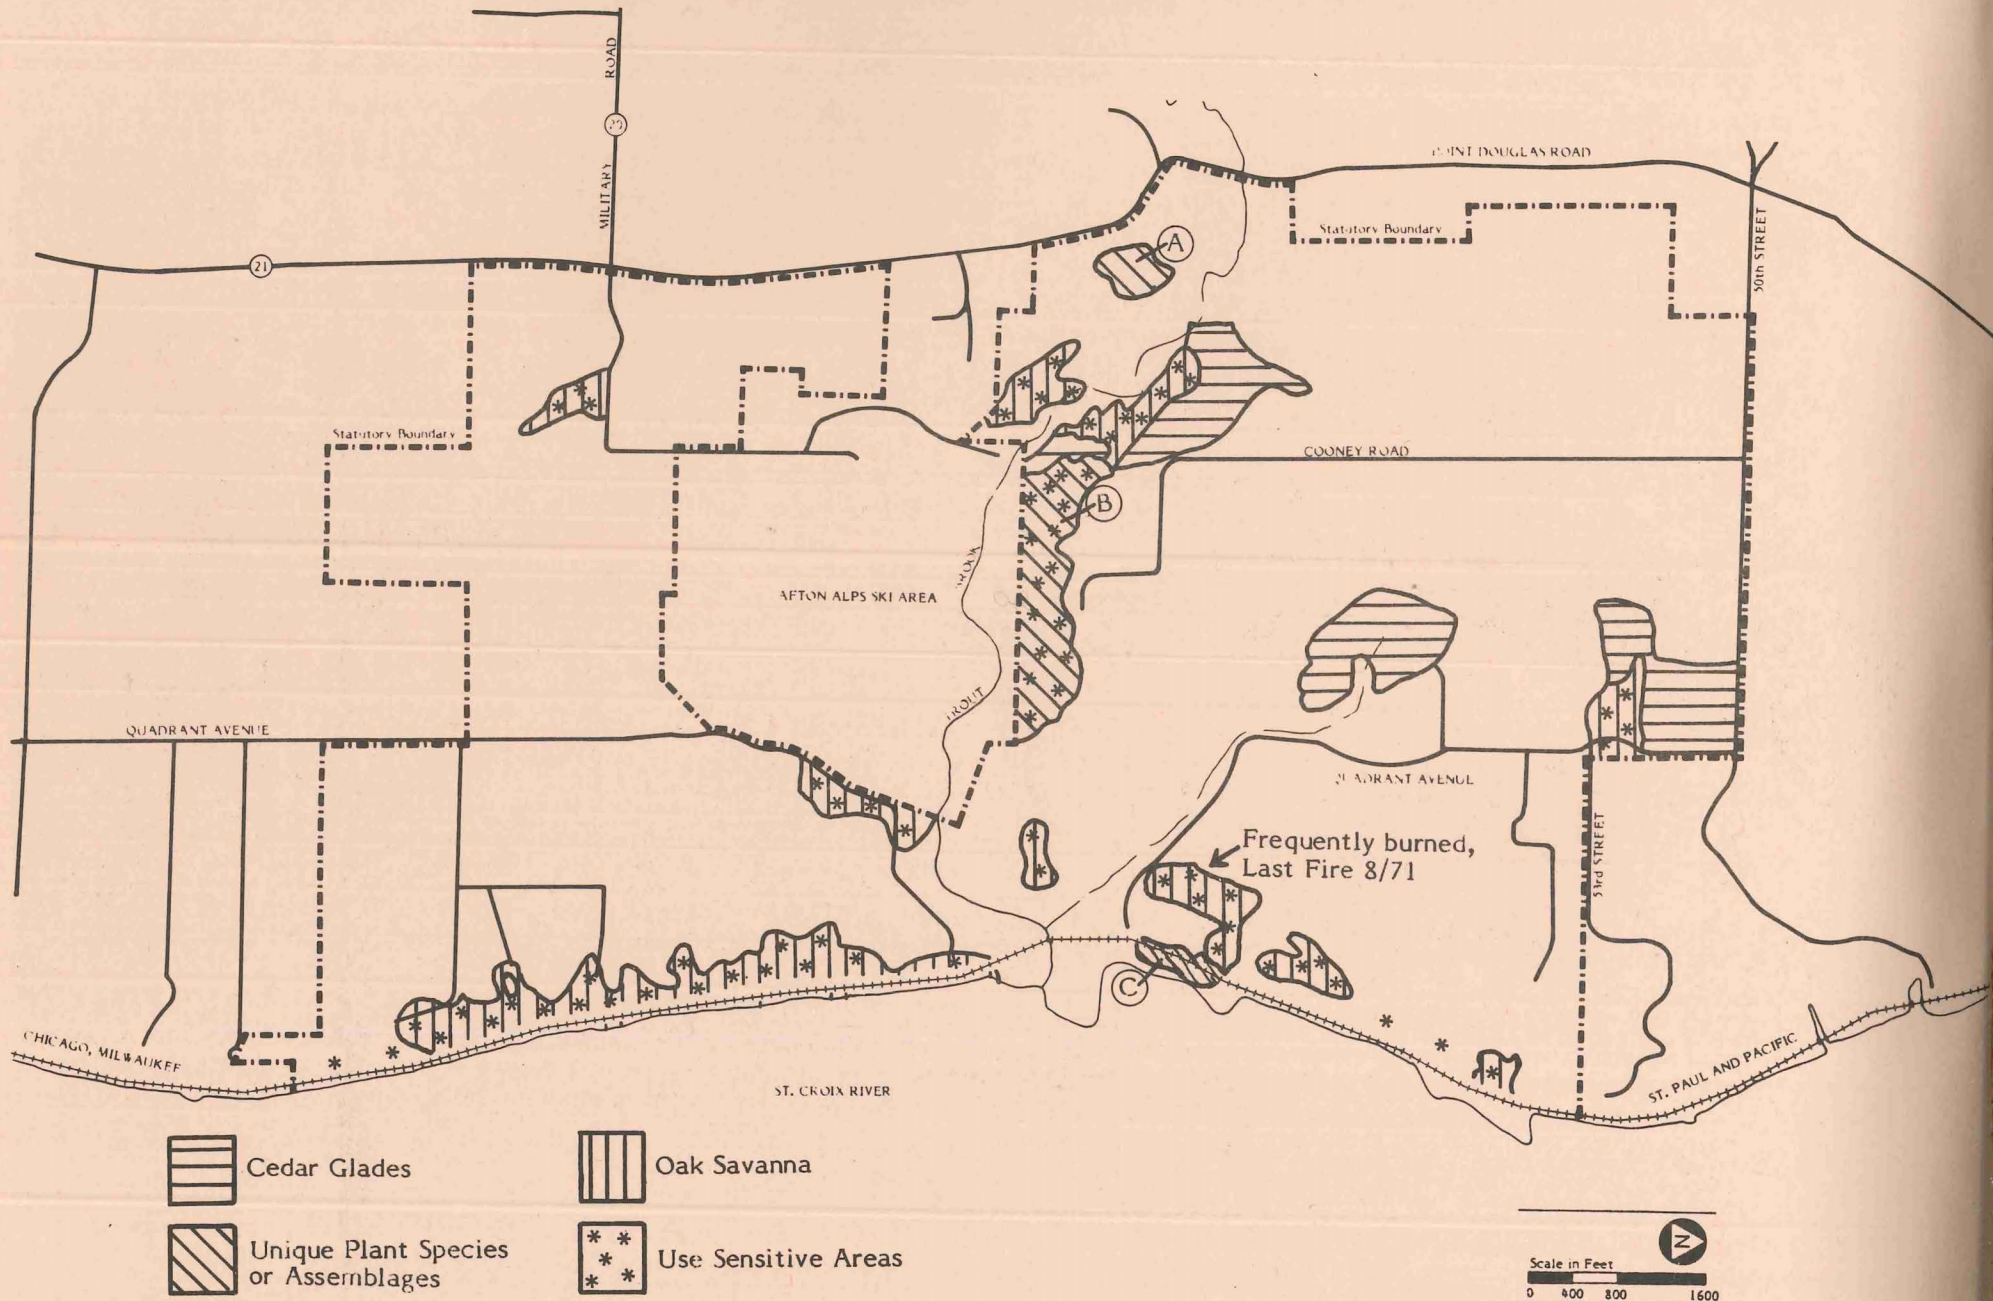 ROAD
25
MILITARY
POINT DOUGLAS ROAD
A
Statutory Boundary
50th STREET
21
Statutory Boundary
COONEY ROAD
B
BROOK
AFTON ALPS SKI AREA
TROUT
QUADRANT AVENUE
QUADRANT AVENUE
Frequently burned,
Last Fire 8/71
53rd STREET
C
CHICAGO, MILWAUKEE
ST. CROIX RIVER
ST. PAUL AND PACIFIC
Cedar Glades
Oak Savanna
Unique Plant Species
or Assemblages
Use Sensitive Areas
N
Scale in Feet
0 400 800 1600